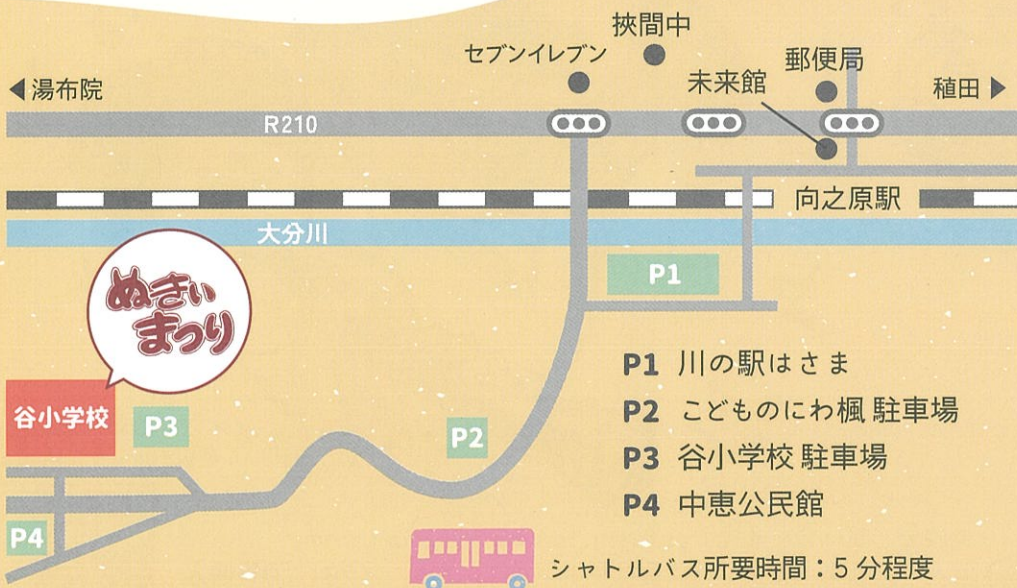 挾間中
セブンイレブン
郵便局
未来館
◀湯布院
稙田▶
R210
向之原駅
大分川
ぬきい
まつり
P1
谷小学校
P3
P2
P4
P1 川の駅はさま
P2 こどものにわ楓 駐車場
P3 谷小学校 駐車場
P4 中恵公民館
シャトルバス所要時間：5分程度